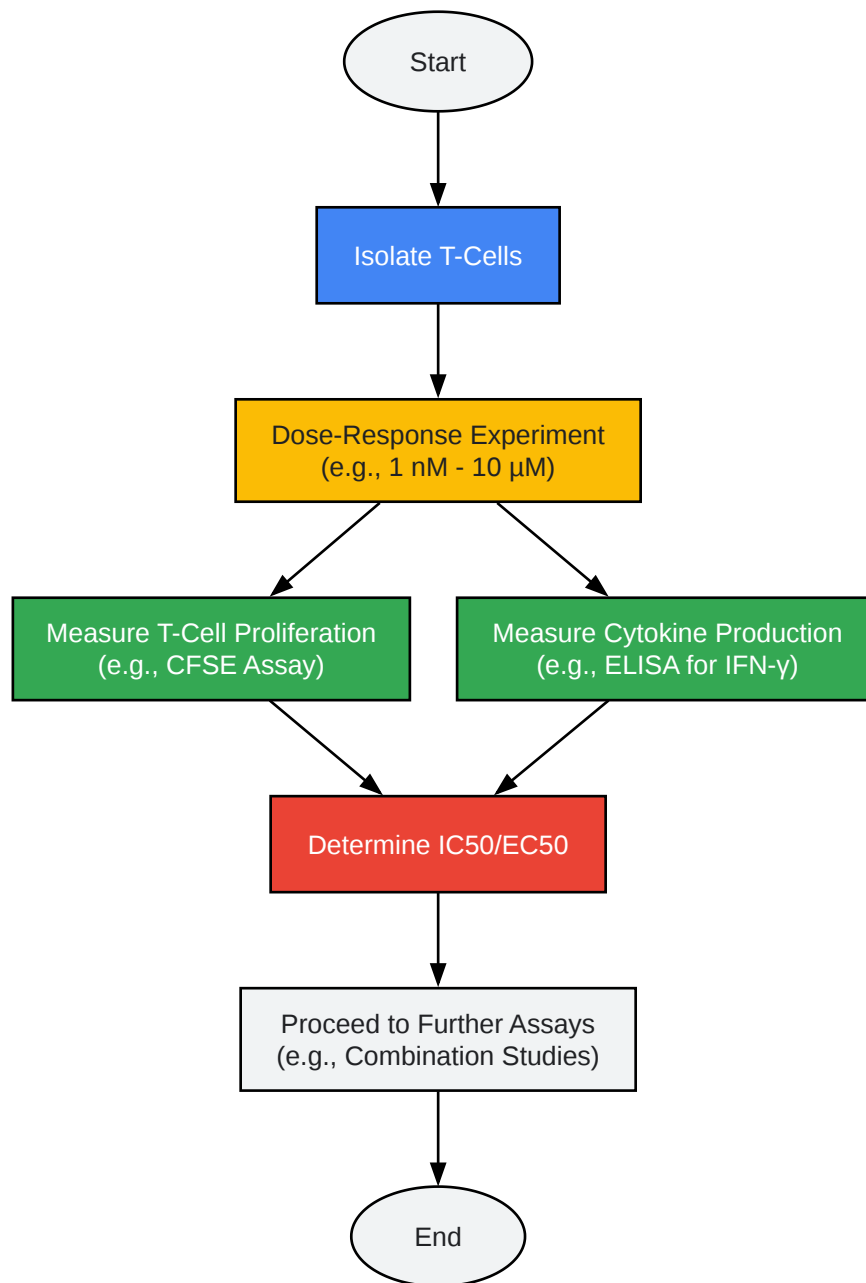 Start
Isolate T-Cells
Dose-Response Experiment
(e.g., 1 nM - 10 µM)
Measure T-Cell Proliferation
(e.g., CFSE Assay)
Measure Cytokine Production
(e.g., ELISA for IFN-γ)
Determine IC50/EC50
Proceed to Further Assays
(e.g., Combination Studies)
End